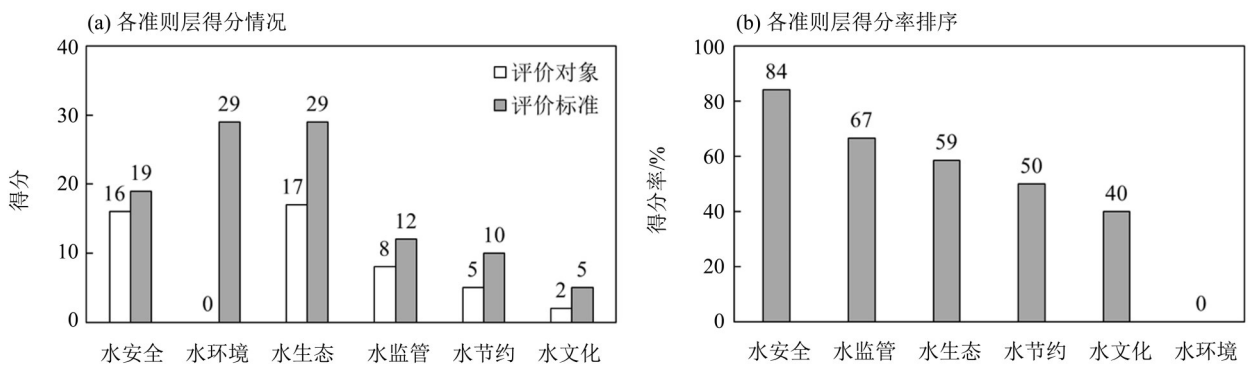 (a) 各准则层得分情况
40
30
20
10
0
得分
评价对象
评价标准
16
19
0
29
17
29
8
12
5
10
2
5
水安全
水环境
水生态
水监管
水节约
水文化
(b) 各准则层得分率排序
100
80
60
40
20
0
得分率/%
84
67
59
50
40
0
水安全
水监管
水生态
水节约
水文化
水环境